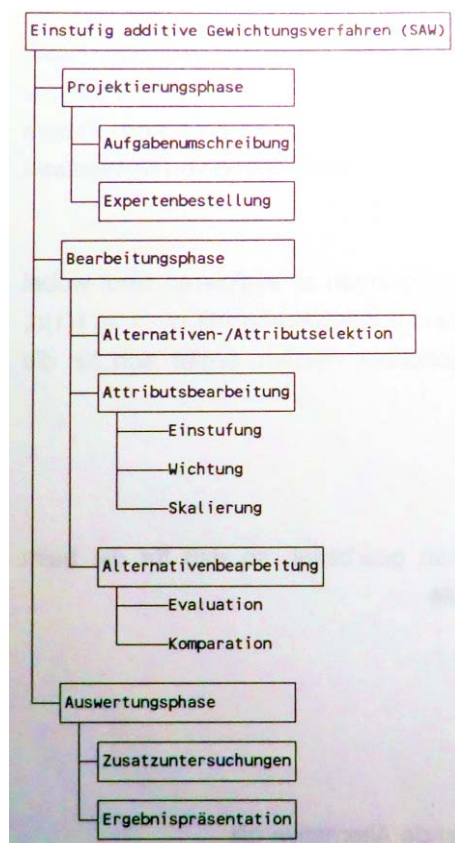 Einstufig additive Gewichtungsverfahren (SAW)
Projektierungsphase
Aufgabenumschreibung
Expertenbestellung
Bearbeitungsphase
Alternativen-/Attributselektion
Attributsbearbeitung
Einstufung
Wichtung
Skalierung
Alternativenbearbeitung
Evaluation
Komparation
Auswertungsphase
Zusatzuntersuchungen
Ergebnispräsentation